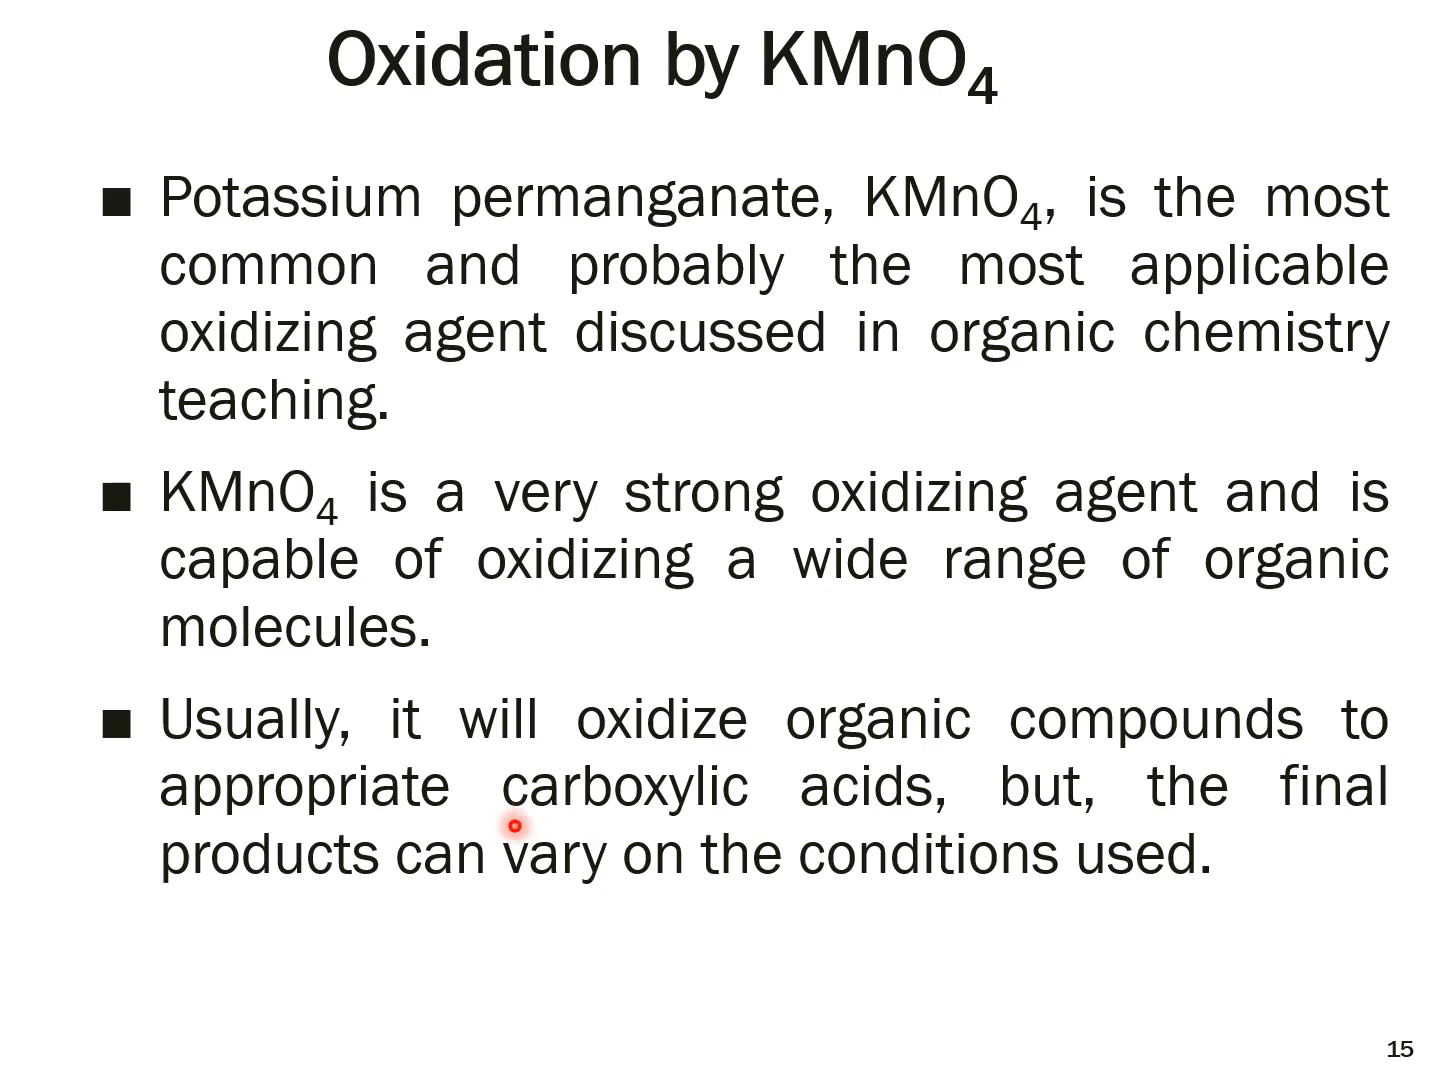 Oxidation by KMnO₄
■ Potassium permanganate, KMnO₄, is the most
common and probably the most applicable
oxidizing agent discussed in organic chemistry
teaching.
■ KMnO₄ is a very strong oxidizing agent and is
capable of oxidizing a wide range of organic
molecules.
■ Usually, it will oxidize organic compounds to
appropriate carboxylic acids, but, the final
products can vary on the conditions used.
15